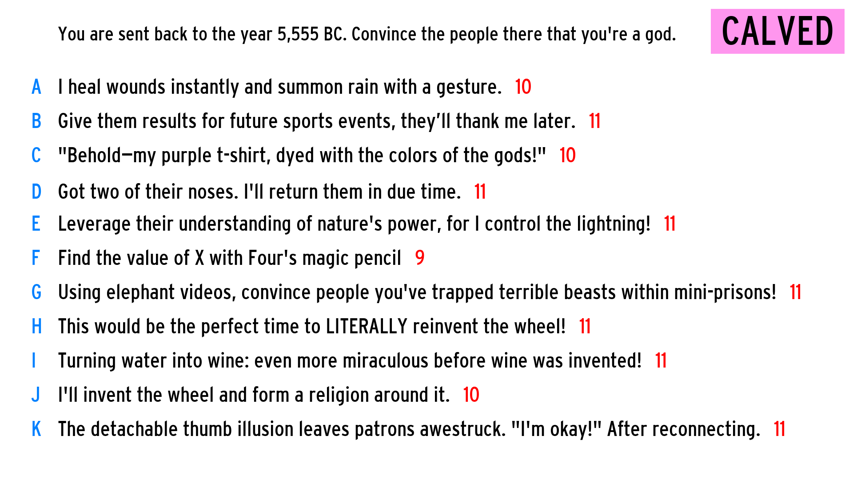 You are sent back to the year 5,555 BC. Convince the people there that you're a god.
CALVED
A I heal wounds instantly and summon rain with a gesture. 10
B Give them results for future sports events, they’ll thank me later. 11
C "Behold—my purple t-shirt, dyed with the colors of the gods!" 10
D Got two of their noses. I'll return them in due time. 11
E Leverage their understanding of nature's power, for I control the lightning! 11
F Find the value of X with Four's magic pencil 9
G Using elephant videos, convince people you've trapped terrible beasts within mini-prisons! 11
H This would be the perfect time to LITERALLY reinvent the wheel! 11
I Turning water into wine: even more miraculous before wine was invented! 11
J I'll invent the wheel and form a religion around it. 10
K The detachable thumb illusion leaves patrons awestruck. "I'm okay!" After reconnecting. 11